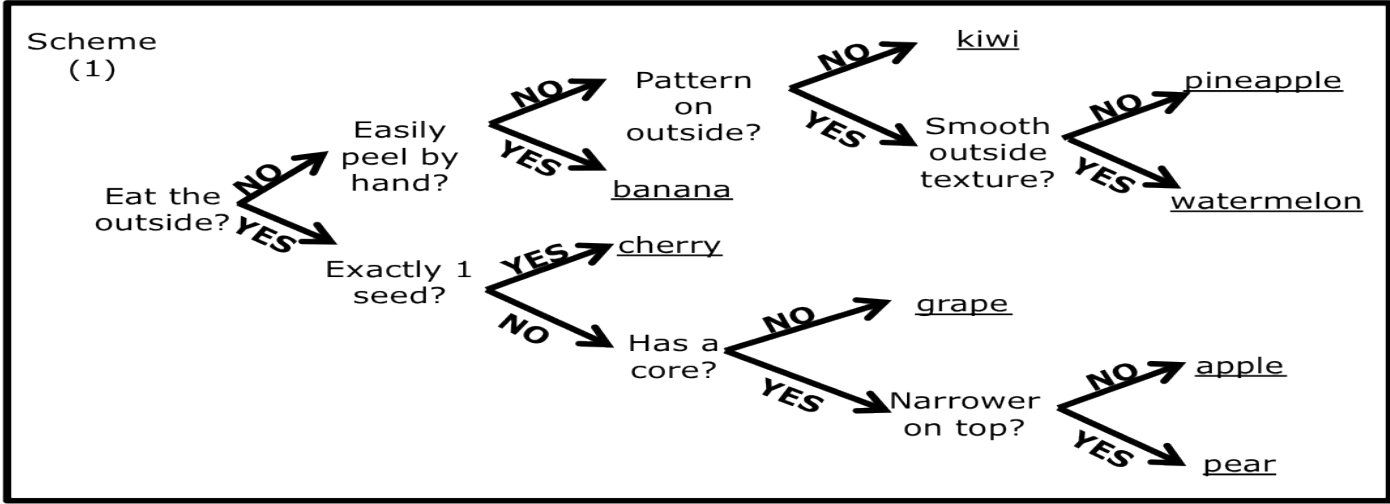 Scheme
(1)
Eat the
outside?
NO
YES
Easily
peel by
hand?
NO
YES
Pattern
on
outside?
NO
YES
kiwi
Smooth
outside
texture?
NO
YES
pineapple
watermelon
banana
Exactly 1
seed?
YES
NO
cherry
Has a
core?
NO
YES
grape
Narrower
on top?
NO
YES
apple
pear